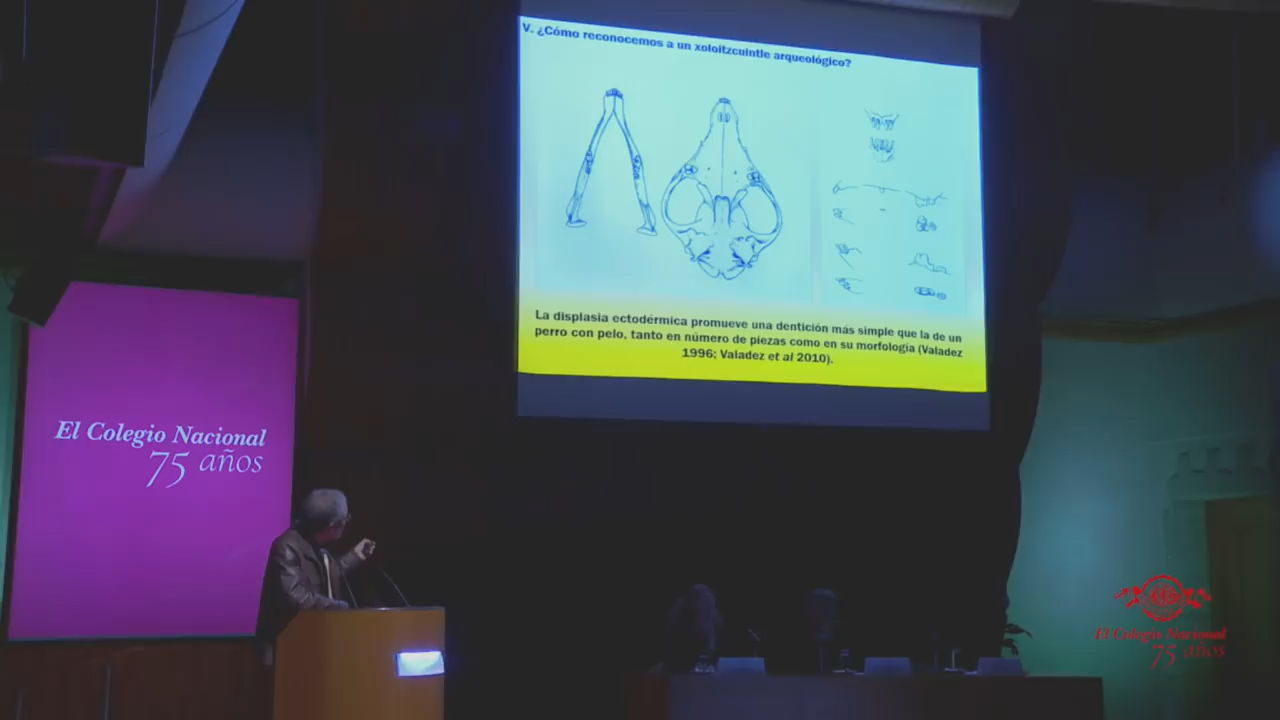 V. ¿Cómo reconocemos a un xoloitzcuintle arqueológico?
La displasia ectodérmica promueve una dentición más simple que la de un
perro con pelo, tanto en número de piezas como en su morfología (Valadez
1996; Valadez et al 2010).
El Colegio Nacional
75 años
El Colegio Nacional
75 años